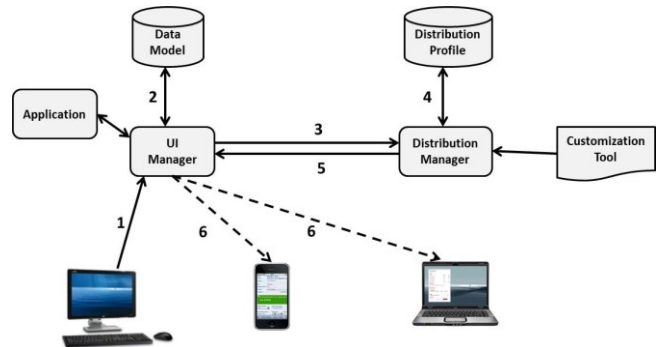 Data
Model
Distribution
Profile
2
4
Application
3
UI
Manager
Distribution
Manager
Customization
Tool
5
1
6
6